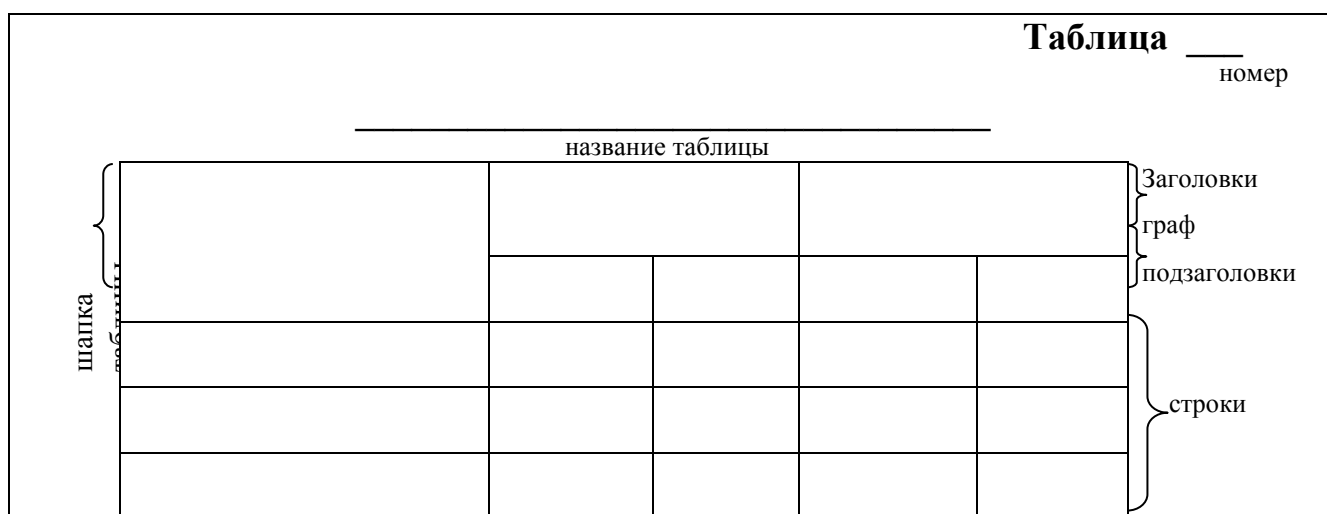 Таблица ___
номер
название таблицы
Заголовки
граф
подзаголовки
шапка
строки